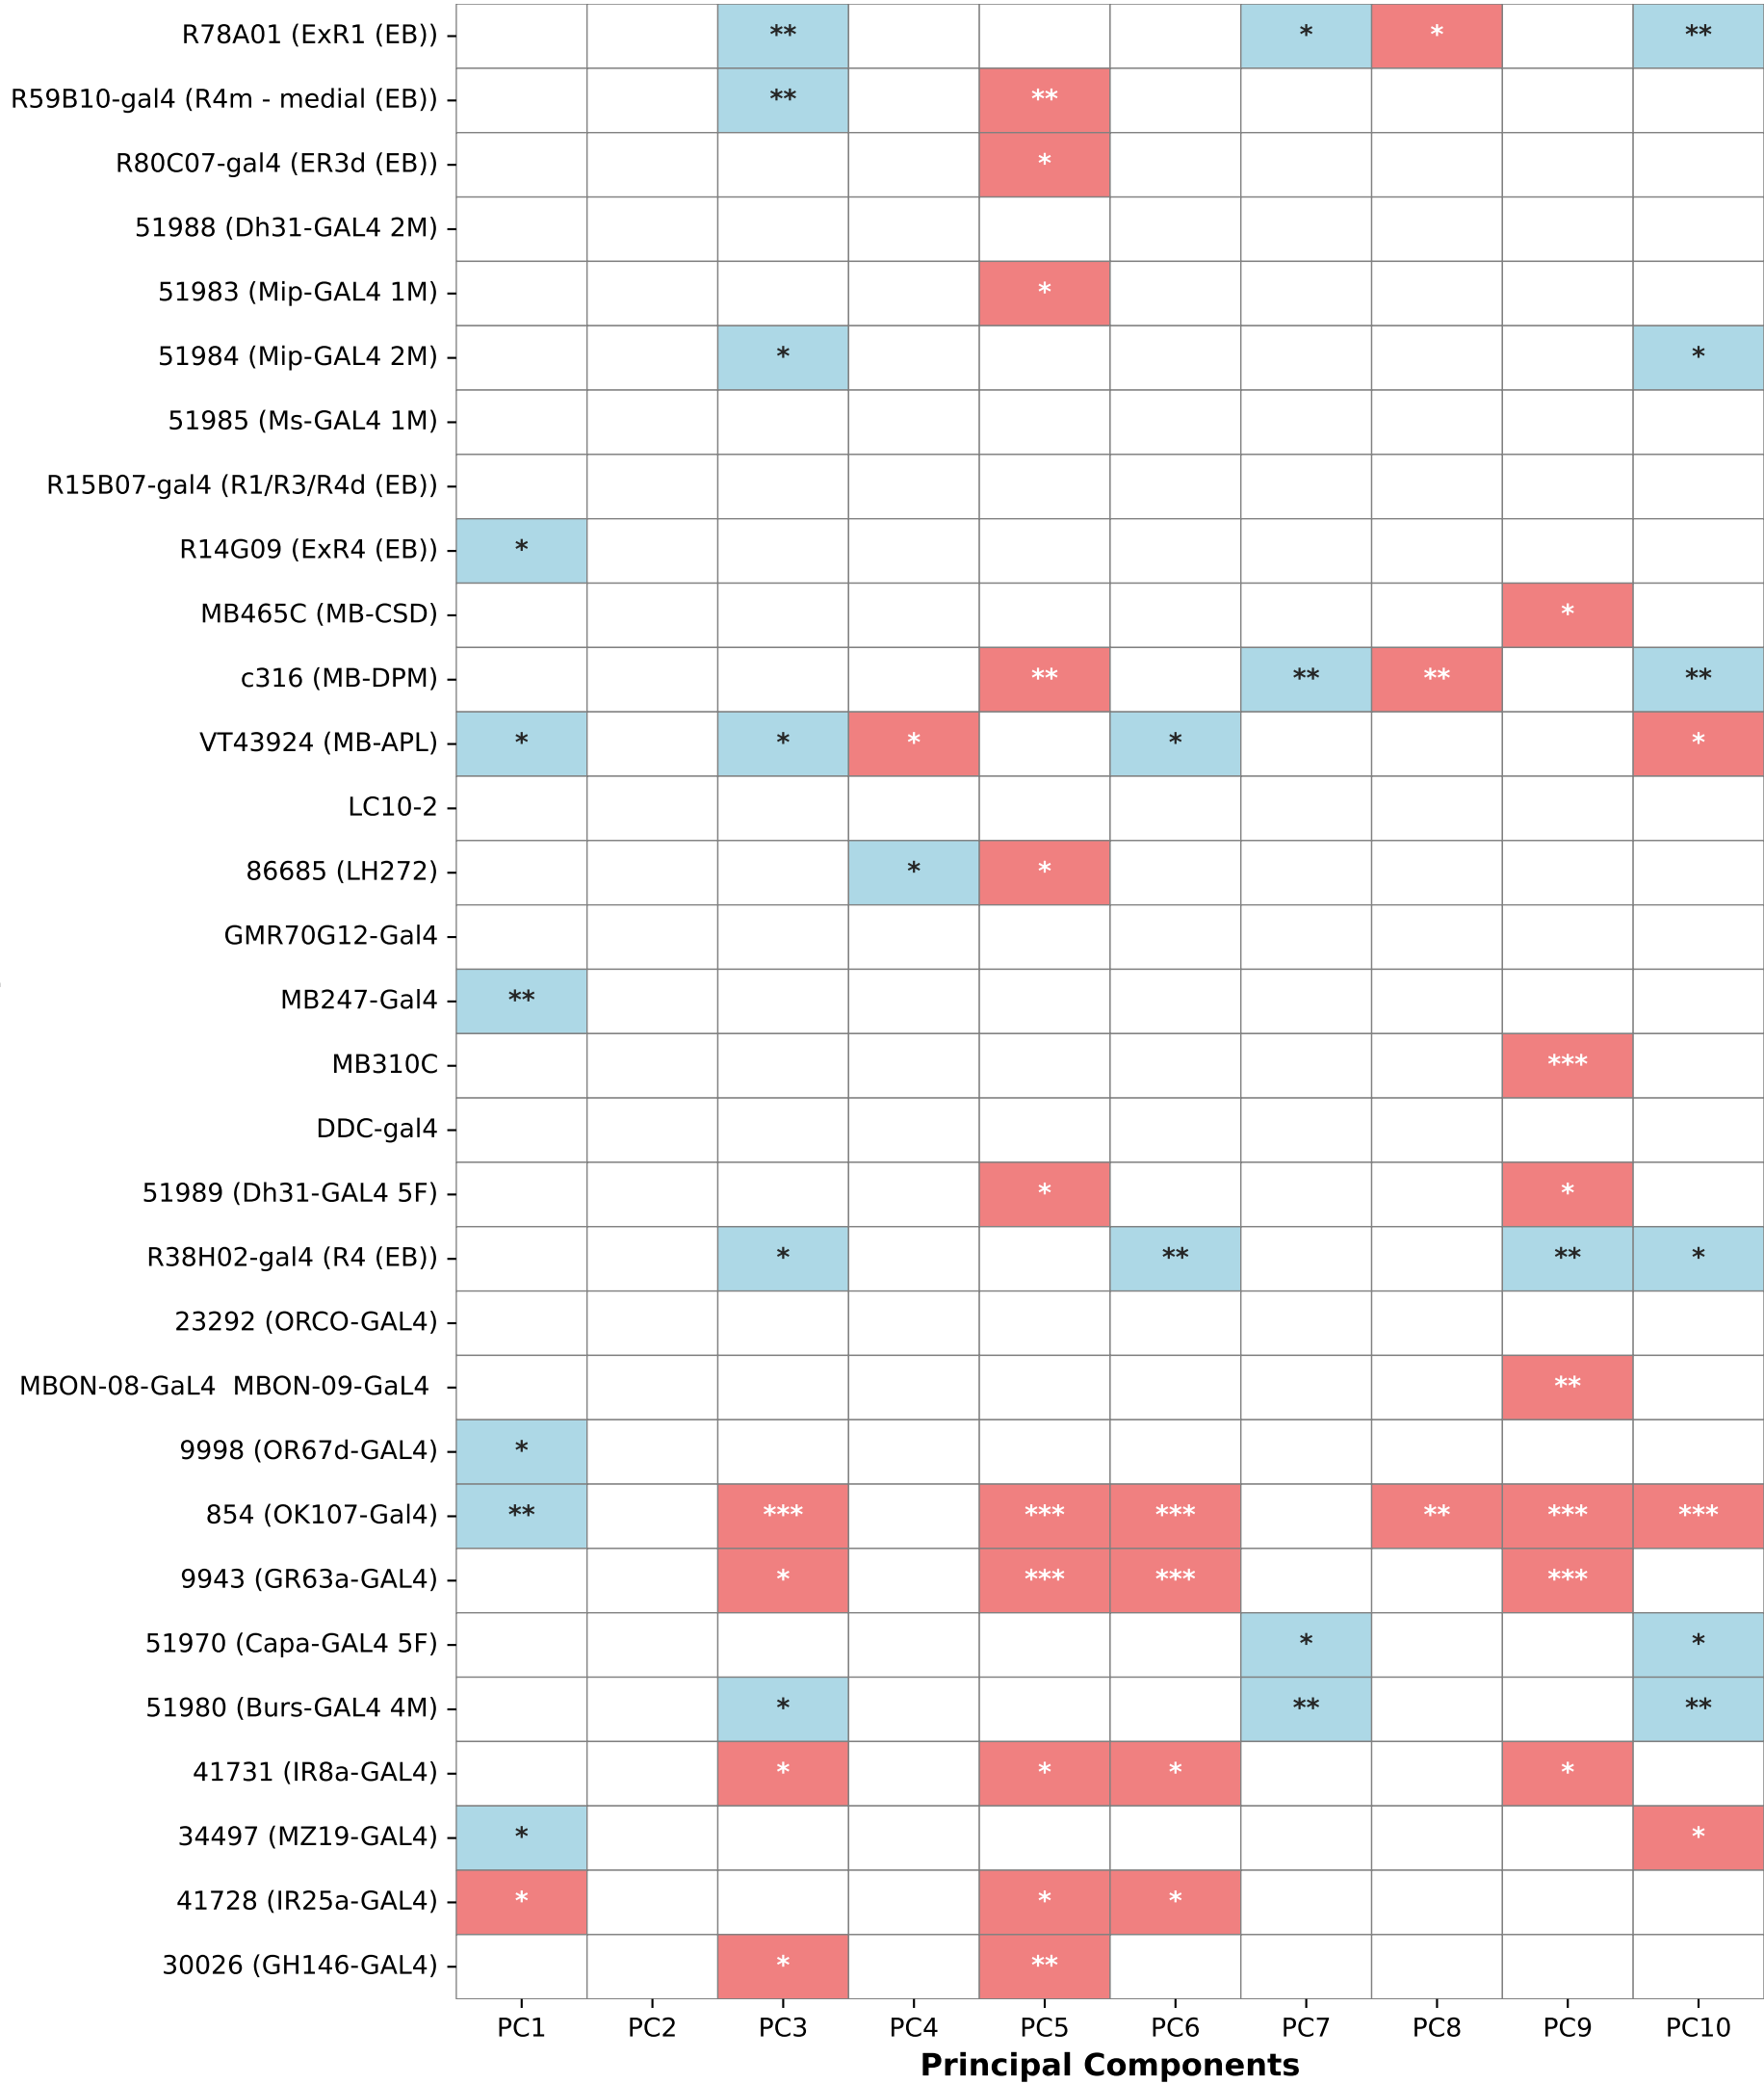 R78A01 (ExR1 (EB)) ** * * **
R59B10-gal4 (R4m - medial (EB)) ** **
R80C07-gal4 (ER3d (EB)) *
51988 (Dh31-GAL4 2M)
51983 (Mip-GAL4 1M) *
51984 (Mip-GAL4 2M) * *
51985 (Ms-GAL4 1M)
R15B07-gal4 (R1/R3/R4d (EB))
R14G09 (ExR4 (EB)) *
MB465C (MB-CSD) *
c316 (MB-DPM) ** ** ** **
VT43924 (MB-APL) * * * * *
LC10-2
86685 (LH272) * *
GMR70G12-Gal4
MB247-Gal4 **
MB310C ***
DDC-gal4
51989 (Dh31-GAL4 5F) * *
R38H02-gal4 (R4 (EB)) * ** ** *
23292 (ORCO-GAL4)
MBON-08-GaL4 MBON-09-GaL4 **
9998 (OR67d-GAL4) *
854 (OK107-Gal4) ** *** *** *** ** *** ***
9943 (GR63a-GAL4) * *** *** ***
51970 (Capa-GAL4 5F) * *
51980 (Burs-GAL4 4M) * ** **
41731 (IR8a-GAL4) * * * *
34497 (MZ19-GAL4) * *
41728 (IR25a-GAL4) * * *
30026 (GH146-GAL4) * **
PC1 PC2 PC3 PC4 PC5 PC6 PC7 PC8 PC9 PC10
Principal Components